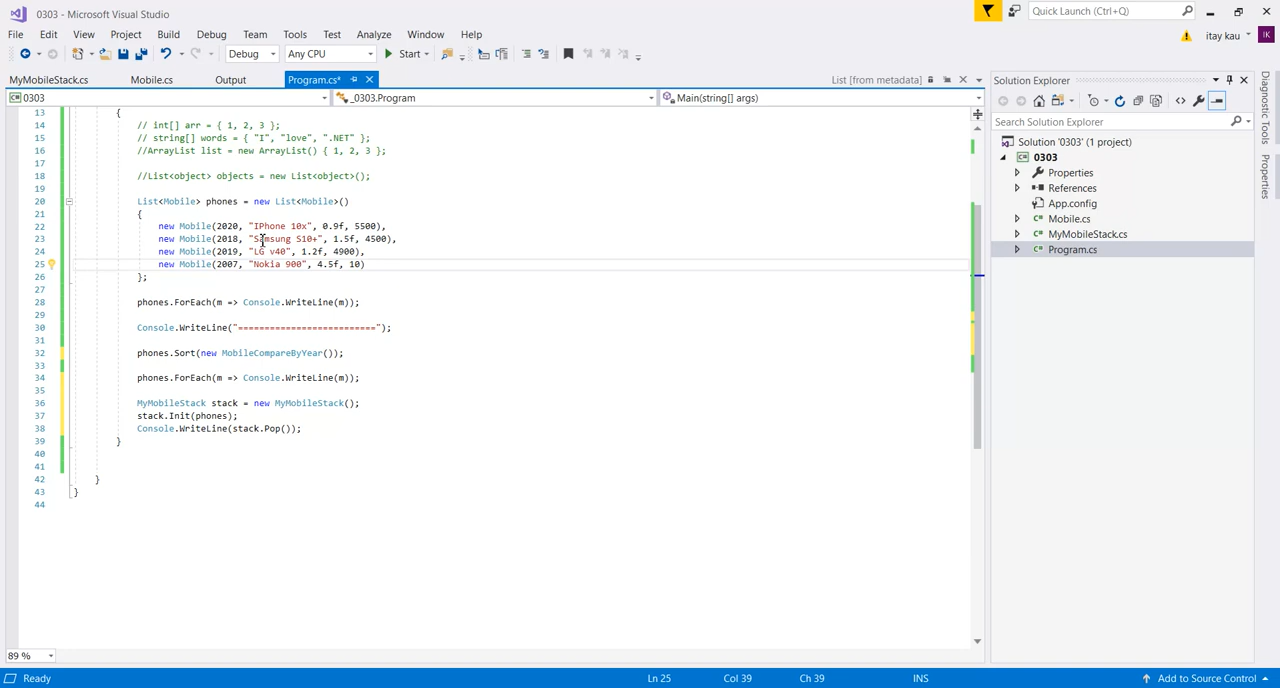 0303 - Microsoft Visual Studio
Quick Launch (Ctrl+Q)
File Edit View Project Build Debug Team Tools Test Analyze Window Help
itay kau IK
Debug Any CPU Start
MyMobileStack.cs Mobile.cs Output Program.cs* List [from metadata]
0303 _0303.Program Main(string[] args)
13 {
14 // int[] arr = { 1, 2, 3 };
15 // string[] words = { "I", "love", ".NET" };
16 //ArrayList list = new ArrayList() { 1, 2, 3 };
17
18 //List<object> objects = new List<object>();
19
20 List<Mobile> phones = new List<Mobile>()
21 {
22 new Mobile(2020, "IPhone 10x", 0.9f, 5500),
23 new Mobile(2018, "Samsung S10+", 1.5f, 4500),
24 new Mobile(2019, "LG v40", 1.2f, 4900),
25 new Mobile(2007, "Nokia 900", 4.5f, 10)
26 };
27
28 phones.ForEach(m => Console.WriteLine(m));
29
30 Console.WriteLine("==========================");
31
32 phones.Sort(new MobileCompareByYear());
33
34 phones.ForEach(m => Console.WriteLine(m));
35
36 MyMobileStack stack = new MyMobileStack();
37 stack.Init(phones);
38 Console.WriteLine(stack.Pop());
39 }
40
41
42 }
43 }
44
89 %
Solution Explorer
Search Solution Explorer
Solution '0303' (1 project)
0303
Properties
References
App.config
Mobile.cs
MyMobileStack.cs
Program.cs
Diagnostic Tools
Properties
Ready Ln 25 Col 39 Ch 39 INS Add to Source Control